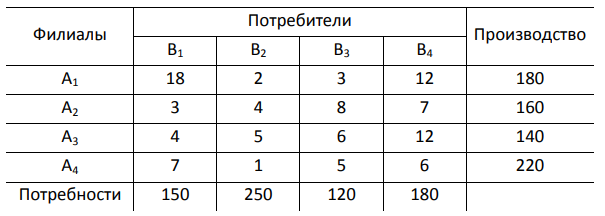 Филиалы Потребители Производство
B1 B2 B3 B4
A1 18 2 3 12 180
A2 3 4 8 7 160
A3 4 5 6 12 140
A4 7 1 5 6 220
Потребности 150 250 120 180